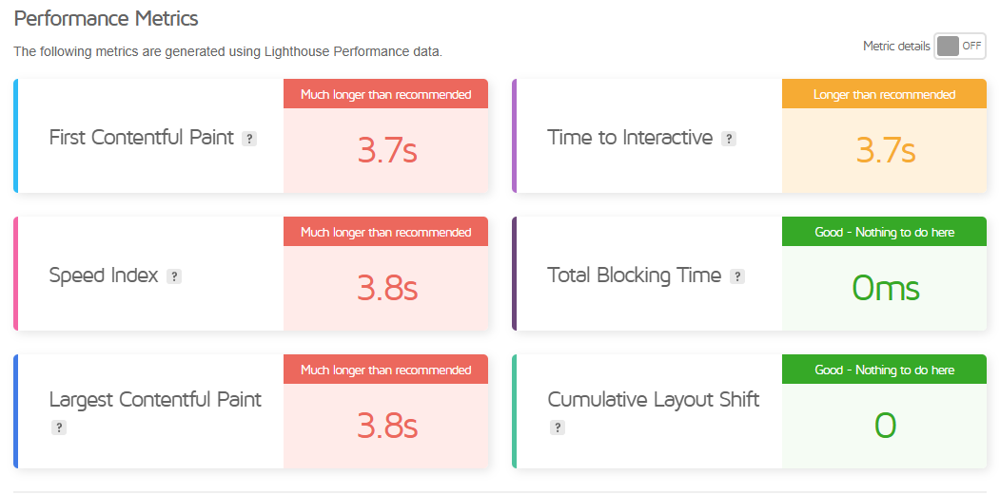 Performance Metrics
The following metrics are generated using Lighthouse Performance data.
Metric details OFF
First Contentful Paint ?
Much longer than recommended
3.7s
Time to Interactive ?
Longer than recommended
3.7s
Speed Index ?
Much longer than recommended
3.8s
Total Blocking Time ?
Good - Nothing to do here
0ms
Largest Contentful Paint
?
Much longer than recommended
3.8s
Cumulative Layout Shift
?
Good - Nothing to do here
0